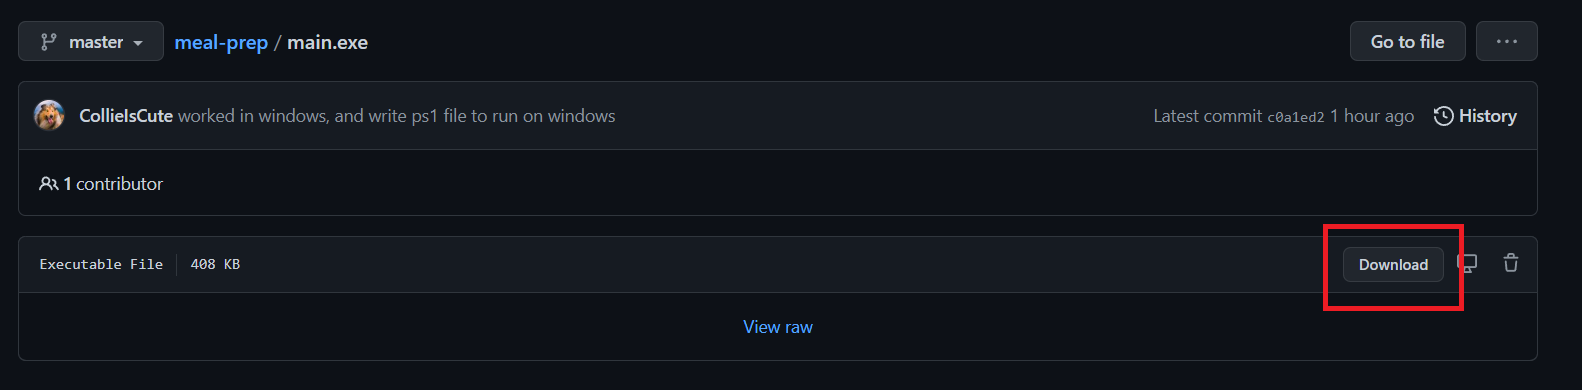 master meal-prep / main.exe Go to file ...
CollieIsCute worked in windows, and write ps1 file to run on windows Latest commit c0a1ed2 1 hour ago History
1 contributor
Executable File 408 KB Download
View raw